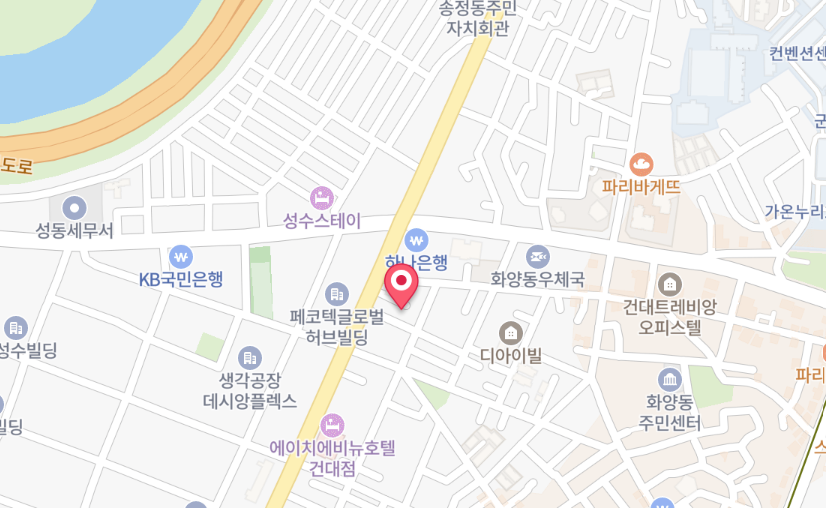 송정동주민
자치회관
컨벤션센
군
도로
파리바게뜨
성수스테이
가온누리
성동세무서
하나은행
KB국민은행
화양동우체국
페코텍글로벌
허브빌딩
건대트레비앙
오피스텔
성수빌딩
디아이빌
생각공장
데시앙플렉스
파리
화양동
주민센터
빌딩
에이치에비뉴호텔
건대점
스